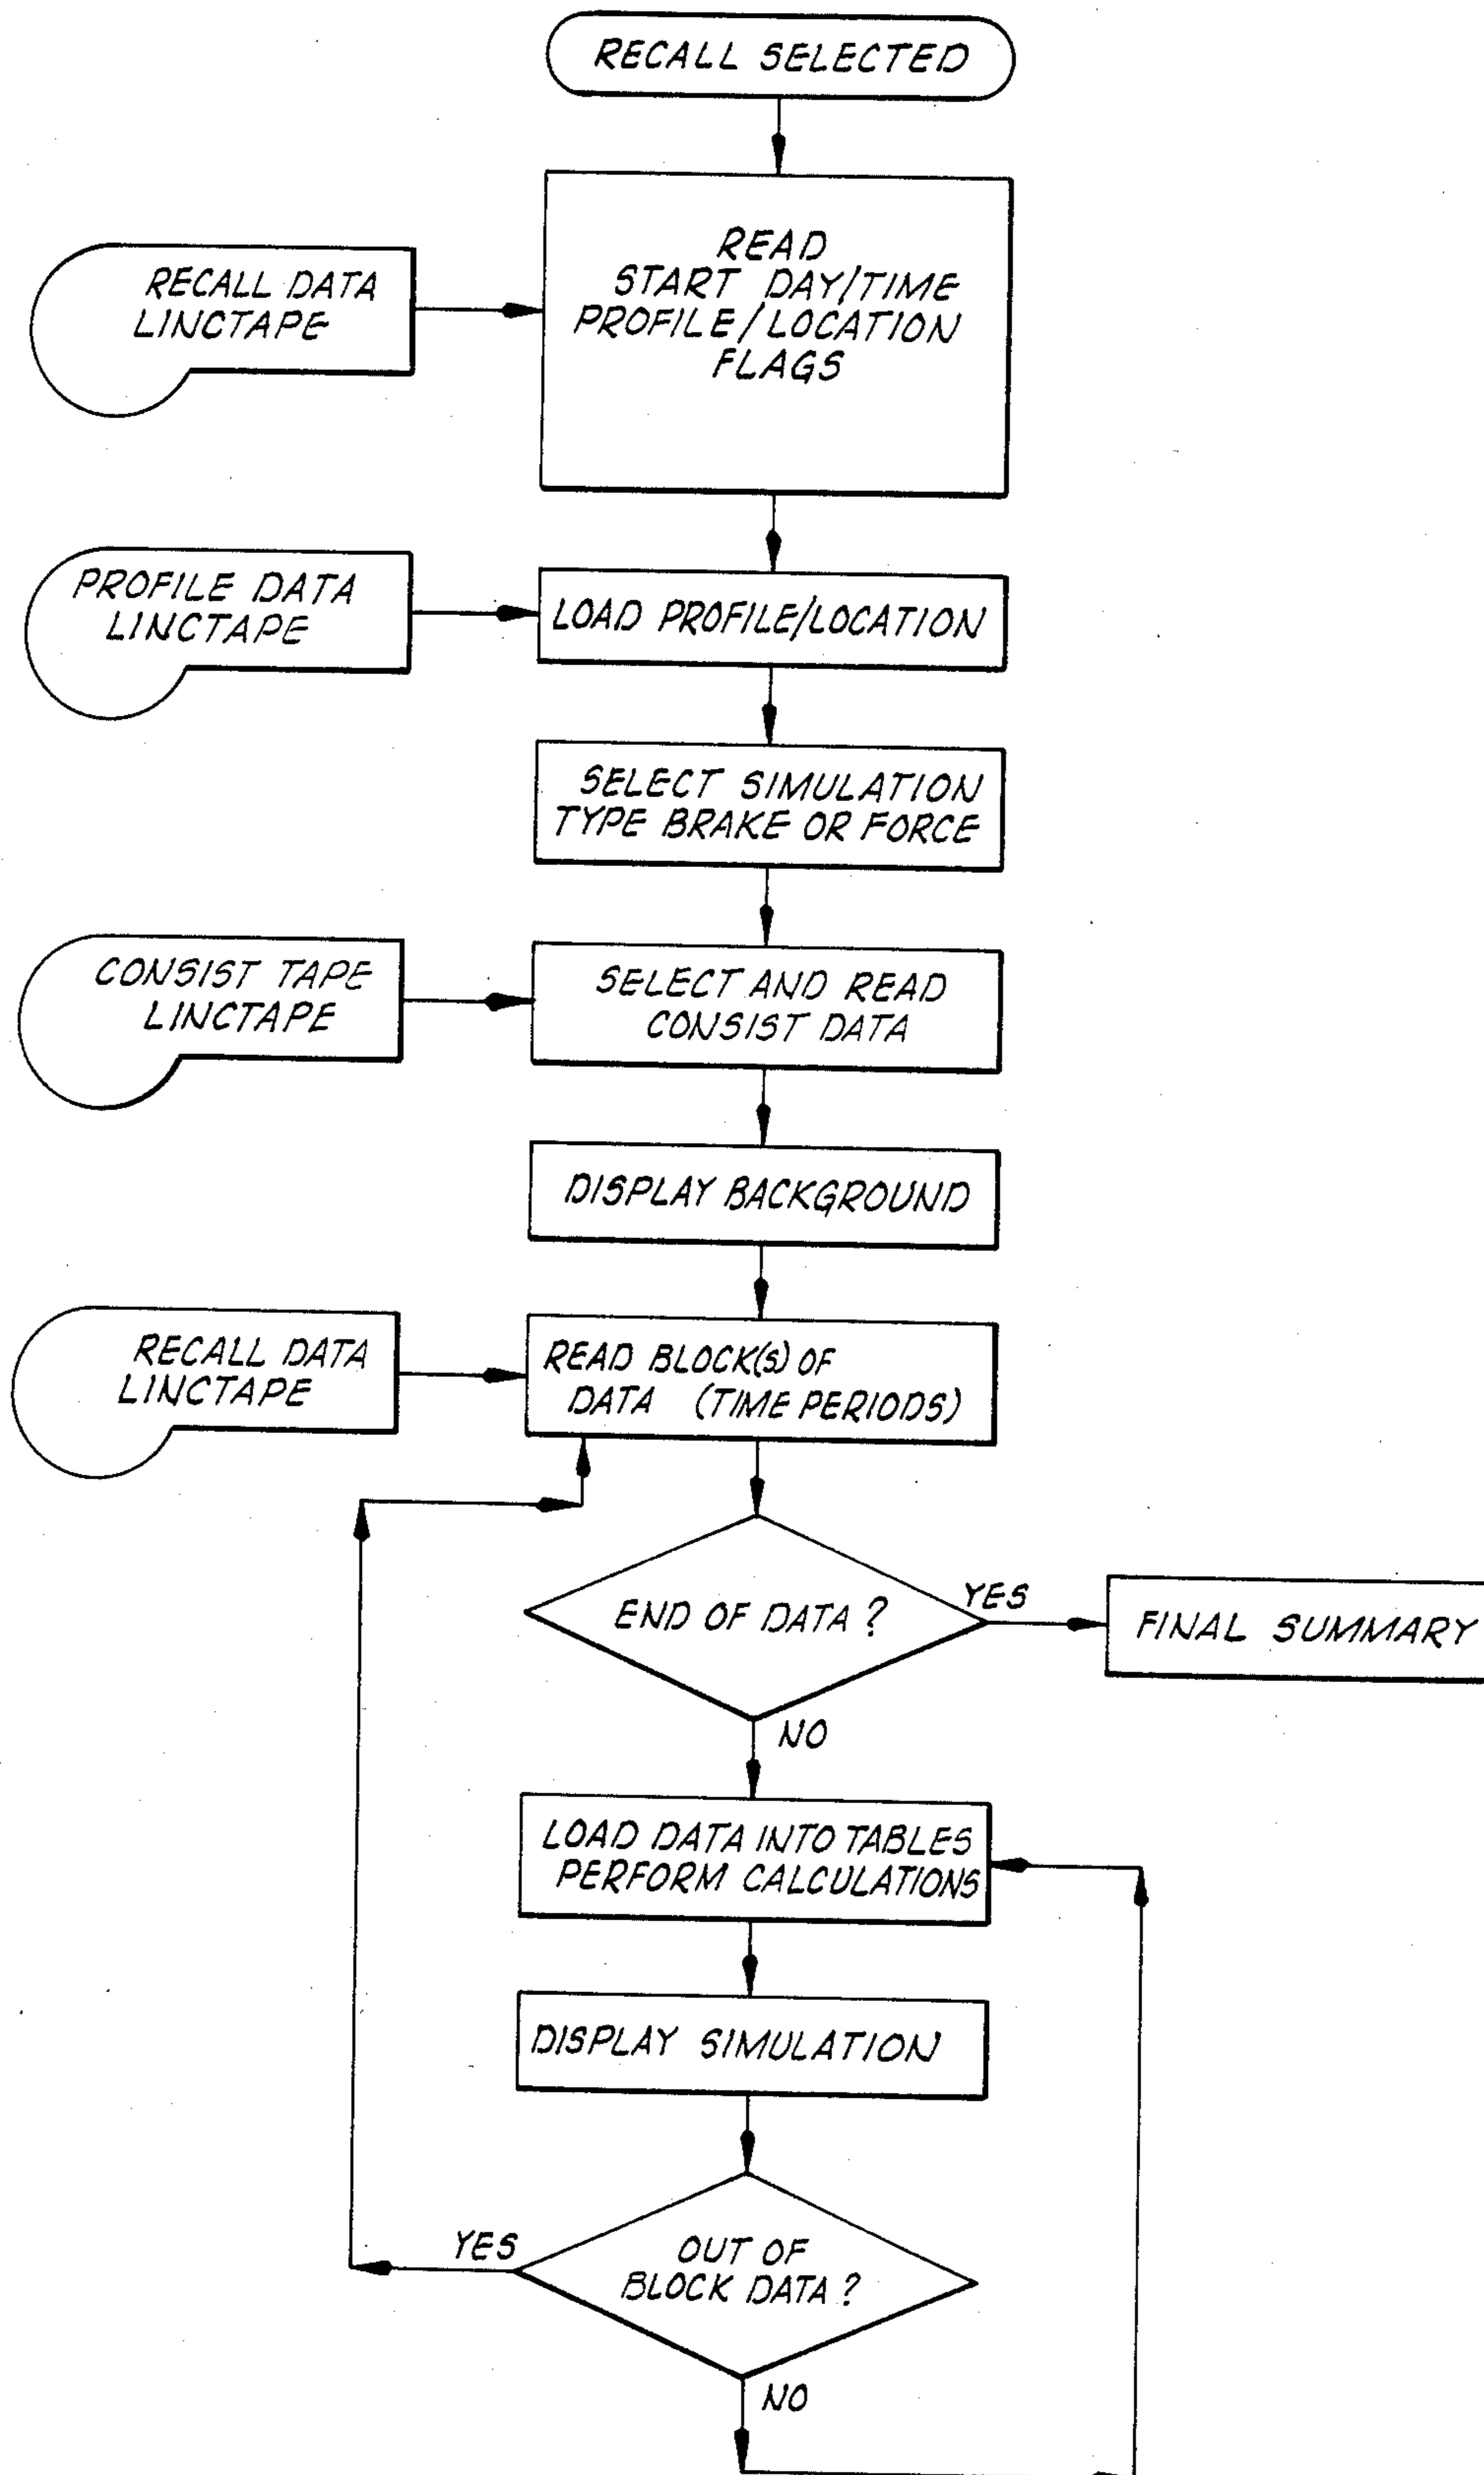 RECALL SELECTED
READ
START DAY/TIME
PROFILE/LOCATION
FLAGS
RECALL DATA
LINCTAPE
PROFILE DATA
LINCTAPE
LOAD PROFILE/LOCATION
SELECT SIMULATION
TYPE BRAKE OR FORCE
CONSIST TAPE
LINCTAPE
SELECT AND READ
CONSIST DATA
DISPLAY BACKGROUND
RECALL DATA
LINCTAPE
READ BLOCK(S) OF
DATA (TIME PERIODS)
END OF DATA?
YES
FINAL SUMMARY
NO
LOAD DATA INTO TABLES
PERFORM CALCULATIONS
DISPLAY SIMULATION
YES
OUT OF
BLOCK DATA?
NO